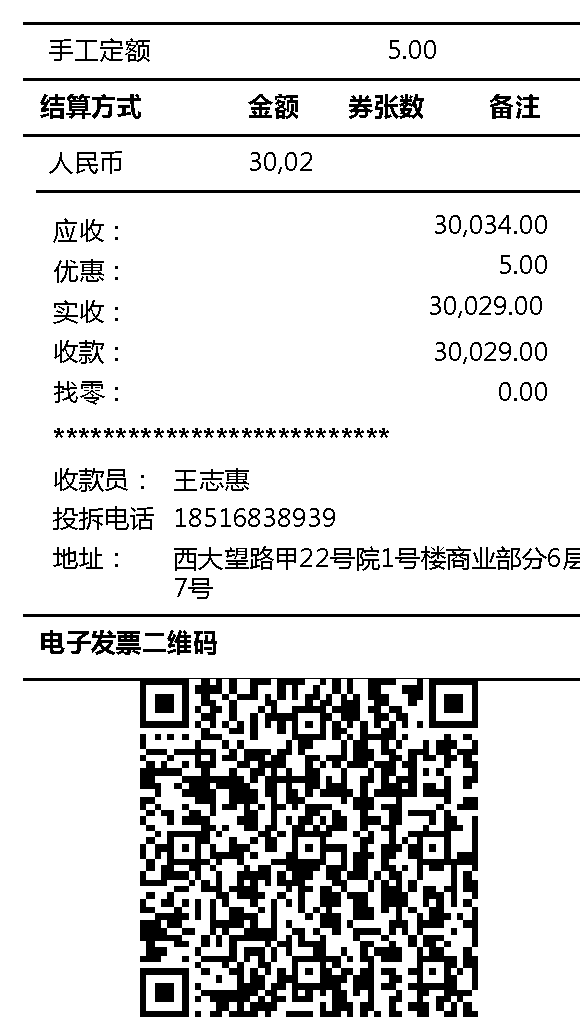 手工定额 5.00
结算方式 金额 券张数 备注
人民币 30,02
应收： 30,034.00
优惠： 5.00
实收： 30,029.00
收款： 30,029.00
找零： 0.00
***************************
收款员： 王志惠
投拆电话 18516838939
地址： 西大望路甲22号院1号楼商业部分6层
7号
电子发票二维码